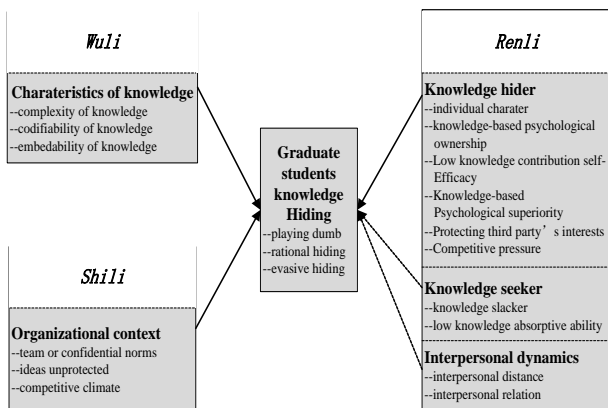 Wuli
Charateristics of knowledge
--complexity of knowledge
--codifiability of knowledge
--embedability of knowledge
Shili
Organizational context
--team or confidential norms
--ideas unprotected
--competitive climate
Graduate
students
knowledge
Hiding
--playing dumb
--rational hiding
--evasive hiding
Renli
Knowledge hider
--individual charater
--knowledge-based psychological
ownership
--Low knowledge contribution self-
Efficacy
--Knowledge-based
Psychological superiority
--Protecting third party’s interests
--Competitive pressure
Knowledge seeker
--knowledge slacker
--low knowledge absorptive ability
Interpersonal dynamics
--interpersonal distance
--interpersonal relation